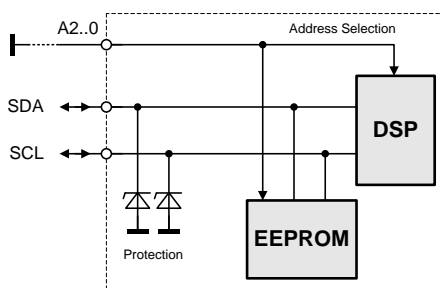 A2..0
Address Selection
SDA
DSP
SCL
EEPROM
Protection